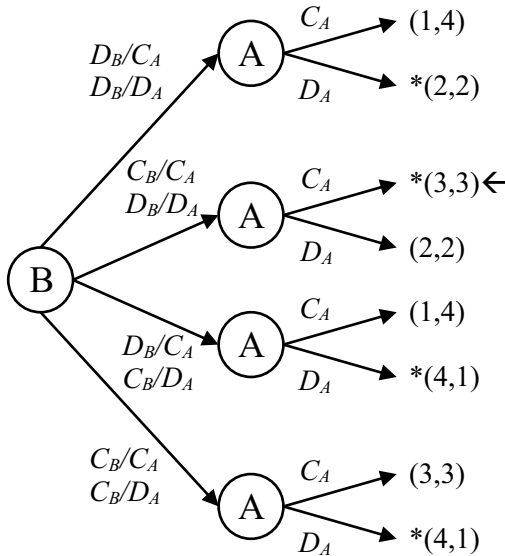 C_A (1,4)
D_B/C_A A
D_B/D_A D_A *(2,2)
C_B/C_A C_A *(3,3)←
D_B/D_A A
D_A (2,2)
B
C_A (1,4)
D_B/C_A A
C_B/D_A D_A *(4,1)
C_B/C_A C_A (3,3)
C_B/D_A A
D_A *(4,1)